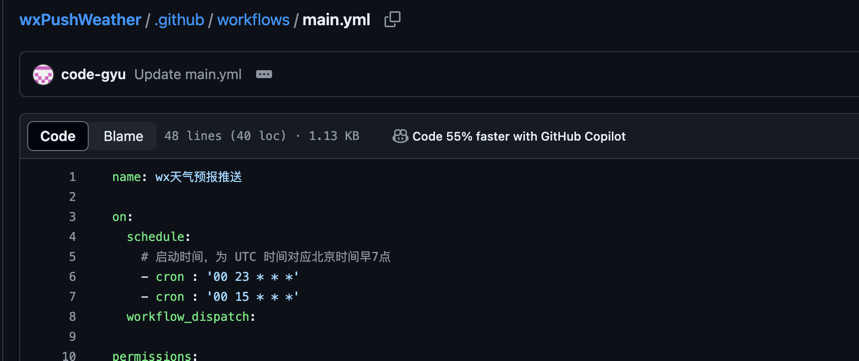 wxPushWeather / .github / workflows / main.yml
code-gyu Update main.yml
Code Blame 48 lines (40 loc) · 1.13 KB Code 55% faster with GitHub Copilot
1 name: wx天气预报推送
2
3 on:
4 schedule:
5 # 启动时间，为 UTC 时间对应北京时间早7点
6 - cron : '00 23 * * *'
7 - cron : '00 15 * * *'
8 workflow_dispatch:
9
10 permissions: